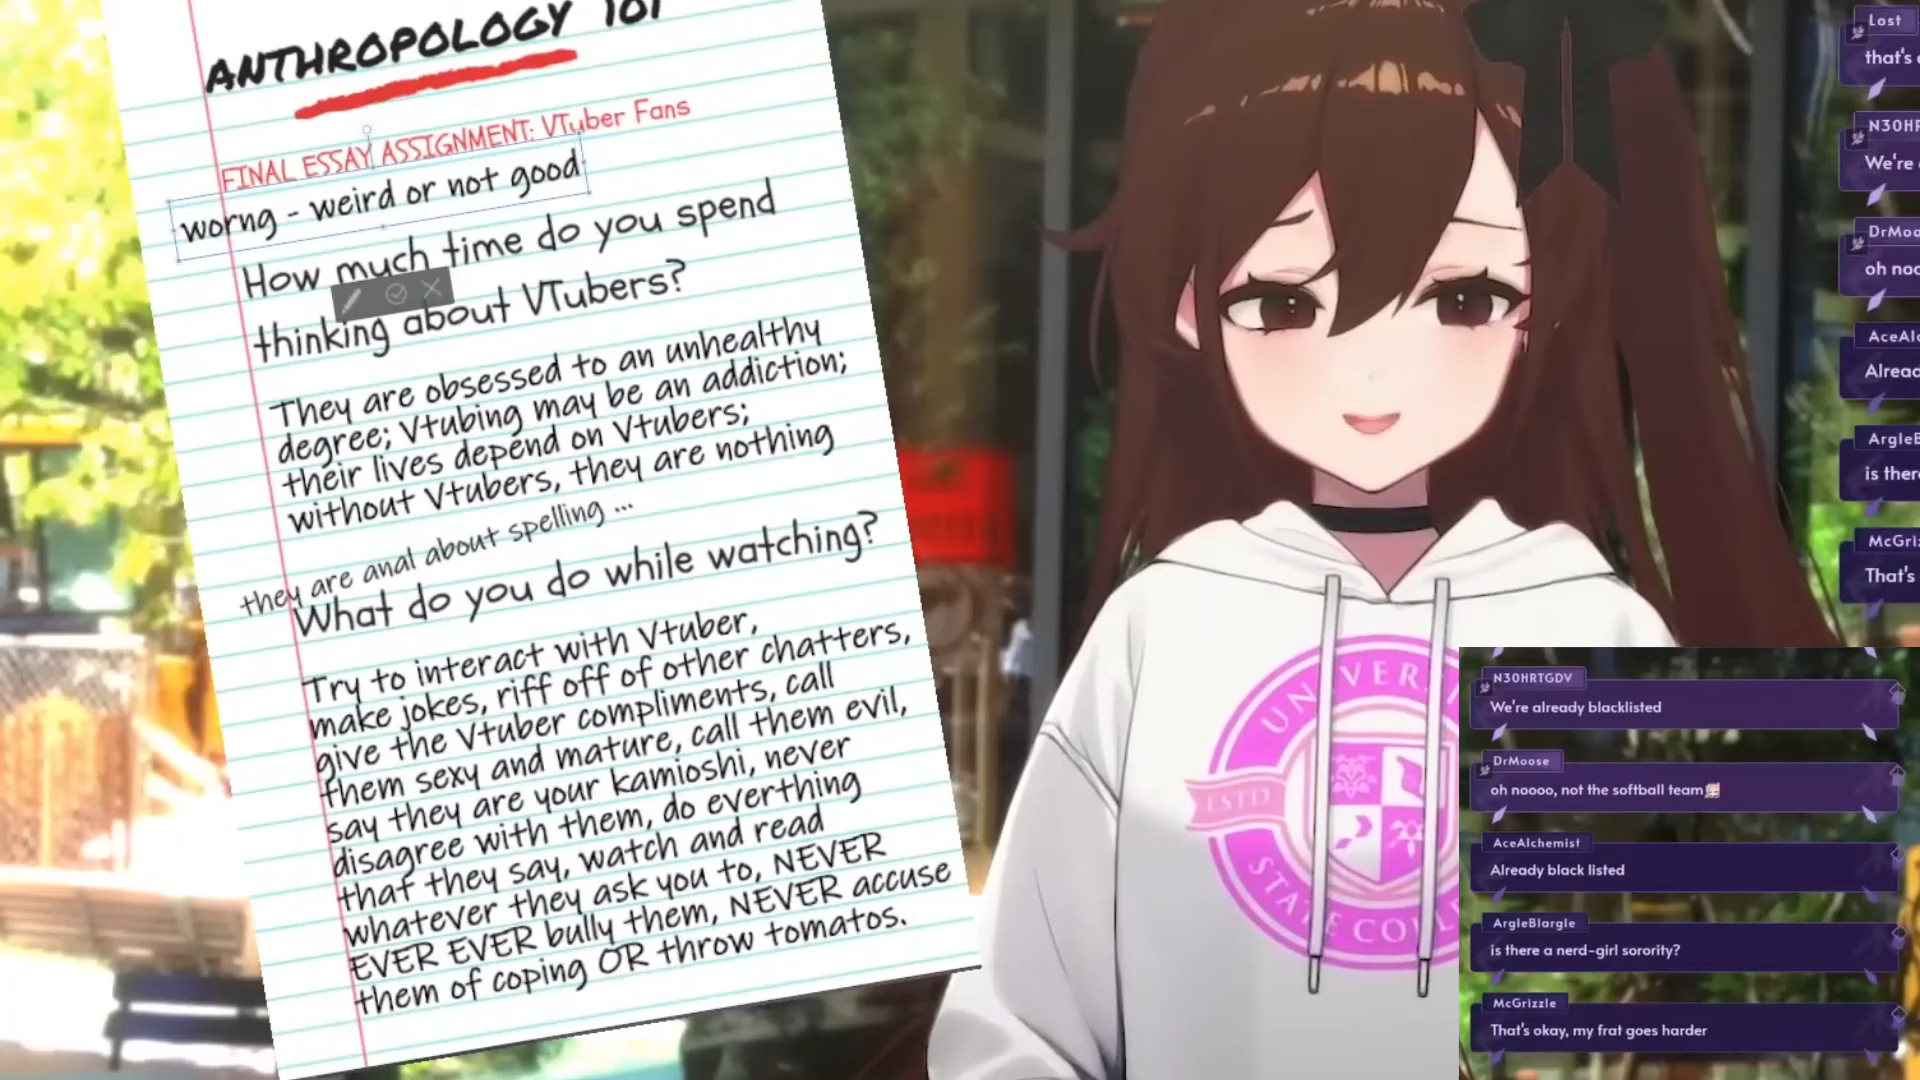 ANTHROPOLOGY 101
FINAL ESSAY ASSIGNMENT: VTuber Fans
worng - weird or not good
How much time do you spend
thinking about VTubers?
They are obsessed to an unhealthy
degree; Vtubing may be an addiction;
their lives depend on Vtubers;
without Vtubers, they are nothing
they are anal about spelling ...
What do you do while watching?
Try to interact with Vtuber,
make jokes, riff off of other chatters,
give the Vtuber compliments, call
them sexy and mature, call them evil,
say they are your kamioshi, never
disagree with them, do everthing
that they say, watch and read
whatever they ask you to, NEVER
EVER EVER bully them, NEVER accuse
them of coping OR throw tomatos.
UNIVER
ESTD
STATE COLL
Lost
that's
N30HR
We're
DrMoo
oh noo
AceAl
Alrea
ArgleB
is ther
McGri
That's
N30HRTGDV
We're already blacklisted
DrMoose
oh noooo, not the softball team
AceAlchemist
Already black listed
ArgleBlargle
is there a nerd-girl sorority?
McGrizzle
That's okay, my frat goes harder